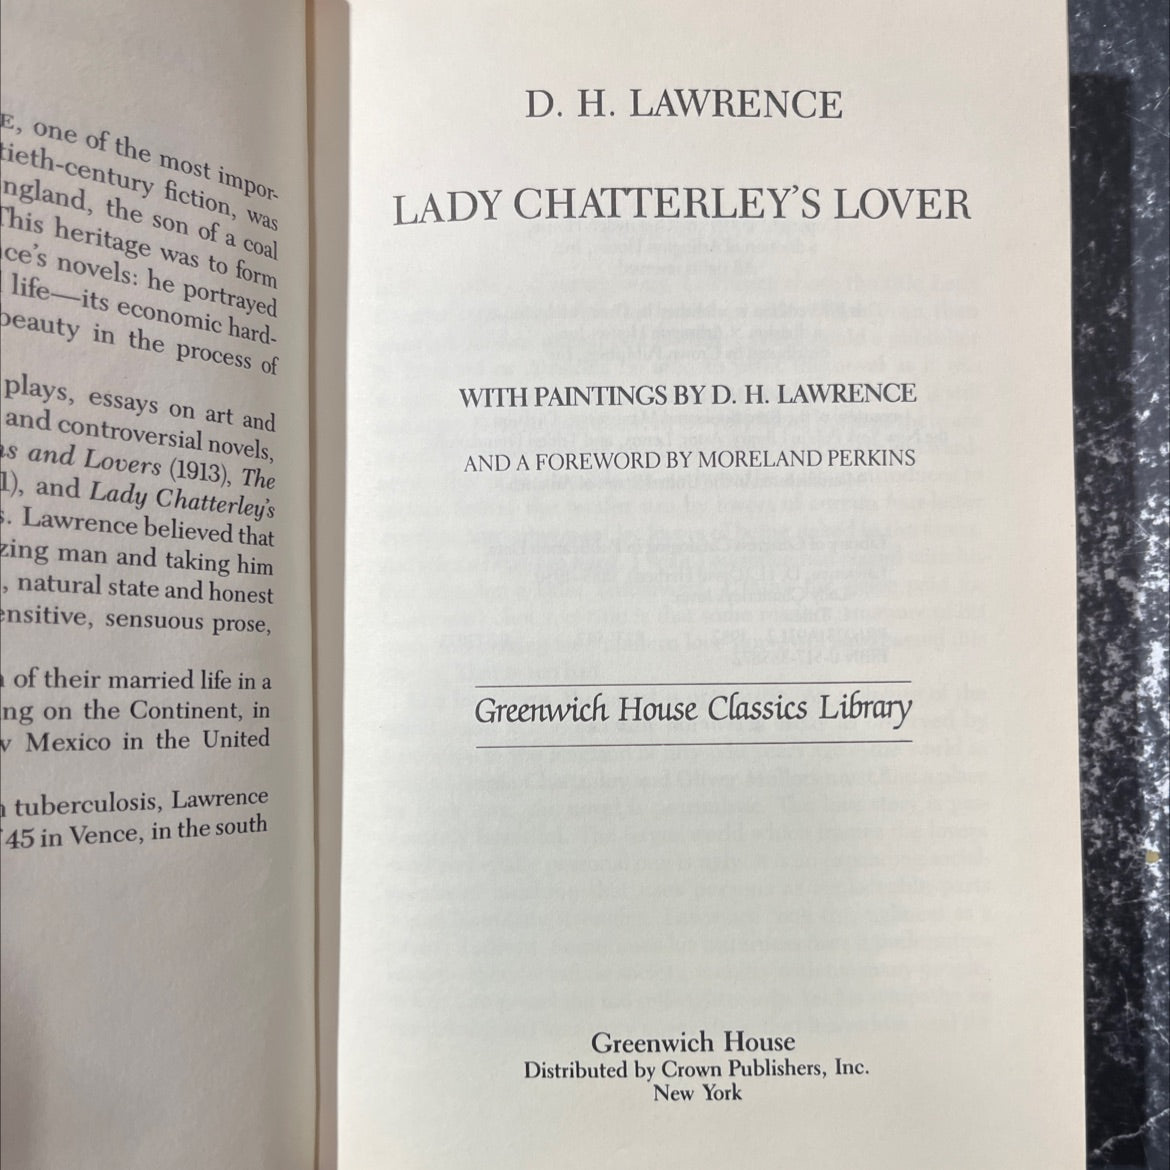 E, one of the most impor-
tieth-century fiction, was
ngland, the son of a coal
This heritage was to form
ce's novels: he portrayed
life—its economic hard-
beauty in the process of
plays, essays on art and
and controversial novels,
ns and Lovers (1913), The
1), and Lady Chatterley's
s. Lawrence believed that
zing man and taking him
, natural state and honest
ensitive, sensuous prose,
of their married life in a
ng on the Continent, in
w Mexico in the United
tuberculosis, Lawrence
45 in Vence, in the south
D. H. LAWRENCE
LADY CHATTERLEY'S LOVER
WITH PAINTINGS BY D. H. LAWRENCE
AND A FOREWORD BY MORELAND PERKINS
Greenwich House Classics Library
Greenwich House
Distributed by Crown Publishers, Inc.
New York